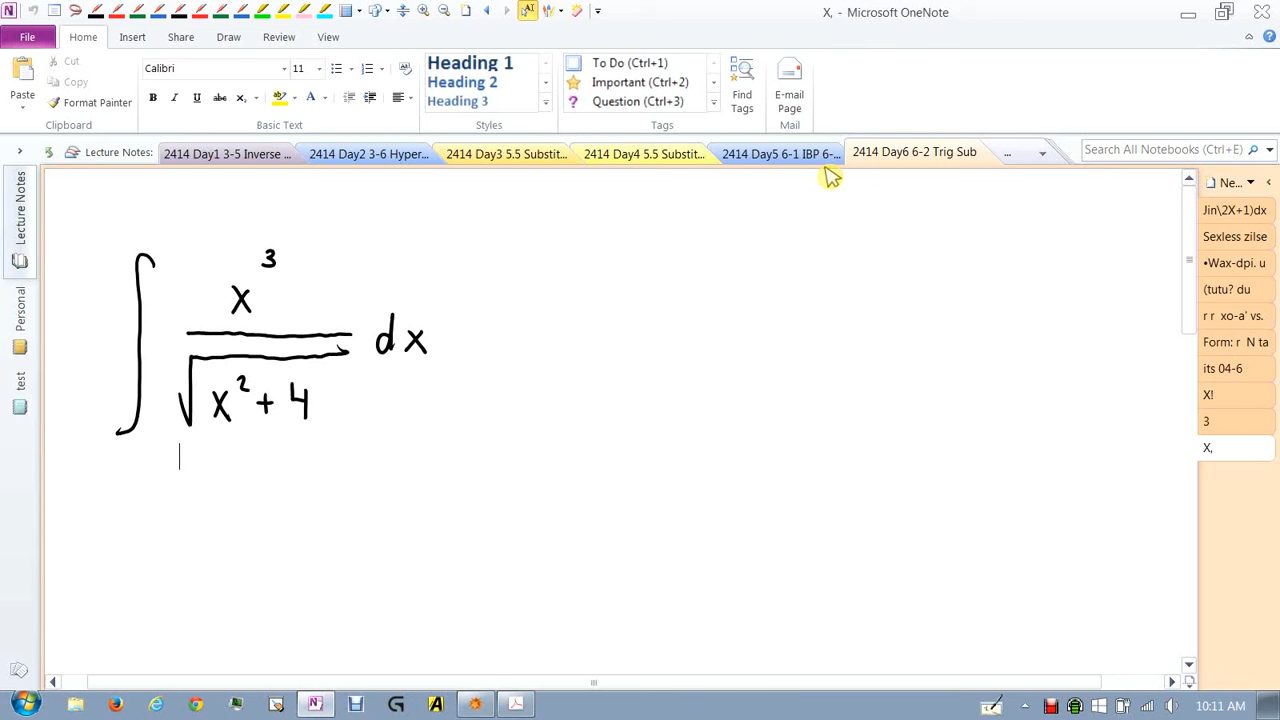 X, - Microsoft OneNote
File Home Insert Share Draw Review View
Paste
Cut
Copy
Format Painter
Clipboard
Calibri 11
B I U abc x₂ ab A
Basic Text
Heading 1
Heading 2
Heading 3
Styles
To Do (Ctrl+1)
Important (Ctrl+2)
Question (Ctrl+3)
Tags
Find Tags
E-mail Page
Mail
Lecture Notes: 2414 Day1 3-5 Inverse ... 2414 Day2 3-6 Hyper... 2414 Day3 5.5 Substit... 2414 Day4 5.5 Substit... 2414 Day5 6-1 IBP 6-... 2414 Day6 6-2 Trig Sub ... Search All Notebooks (Ctrl+E)
Lecture Notes
Personal
test
∫ x³ / √(x² + 4) dx
Ne...
Jin\2X+1)dx
Sexless zilse
•Wax-dpi. u
(tutu? du
r r xo-a' vs.
Form: r N ta
its 04-6
X!
3
X,
10:11 AM